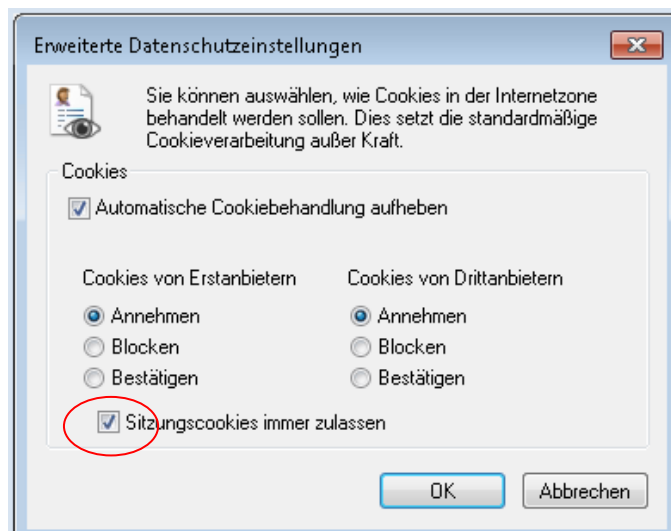 Erweiterte Datenschutzeinstellungen
Sie können auswählen, wie Cookies in der Internetzone
behandelt werden sollen. Dies setzt die standardmäßige
Cookieverarbeitung außer Kraft.
Cookies
Automatische Cookiebehandlung aufheben
Cookies von Erstanbietern
Annehmen
Blocken
Bestätigen
Cookies von Drittanbietern
Annehmen
Blocken
Bestätigen
Sitzungscookies immer zulassen
OK
Abbrechen